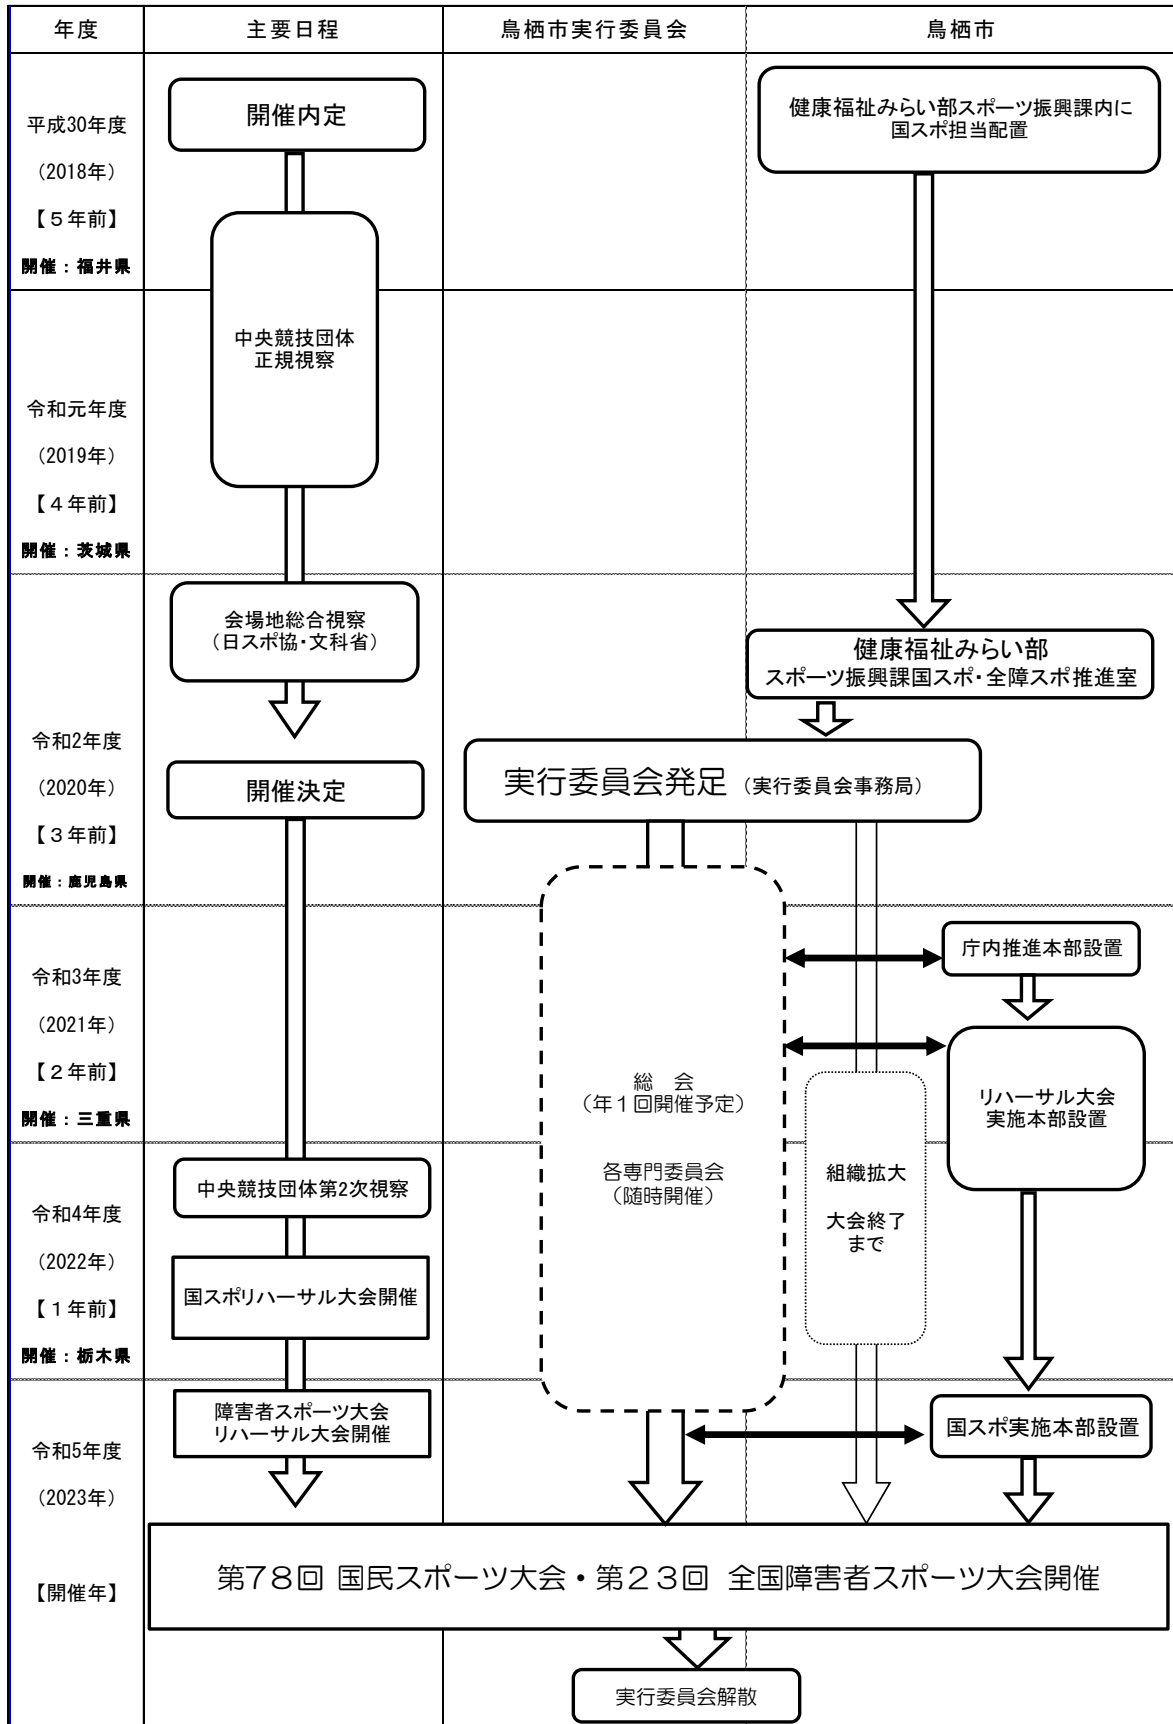 年度
主要日程
鳥栖市実行委員会
鳥栖市
平成30年度
（2018年）
【５年前】
開催：福井県
開催内定
健康福祉みらい部スポーツ振興課内に
国スポ担当配置
中央競技団体
正規視察
令和元年度
（2019年）
【４年前】
開催：茨城県
会場地総合視察
（日スポ協・文科省）
健康福祉みらい部
スポーツ振興課国スポ・全障スポ推進室
令和2年度
（2020年）
【３年前】
開催：鹿児島県
開催決定
実行委員会発足（実行委員会事務局）
令和3年度
（2021年）
【２年前】
開催：三重県
庁内推進本部設置
リハーサル大会
実施本部設置
総　会
（年１回開催予定）
各専門委員会
（随時開催）
組織拡大
大会終了
まで
令和4年度
（2022年）
【１年前】
開催：栃木県
中央競技団体第2次視察
国スポリハーサル大会開催
令和5年度
（2023年）
【開催年】
障害者スポーツ大会
リハーサル大会開催
国スポ実施本部設置
第７８回 国民スポーツ大会・第２３回 全国障害者スポーツ大会開催
実行委員会解散